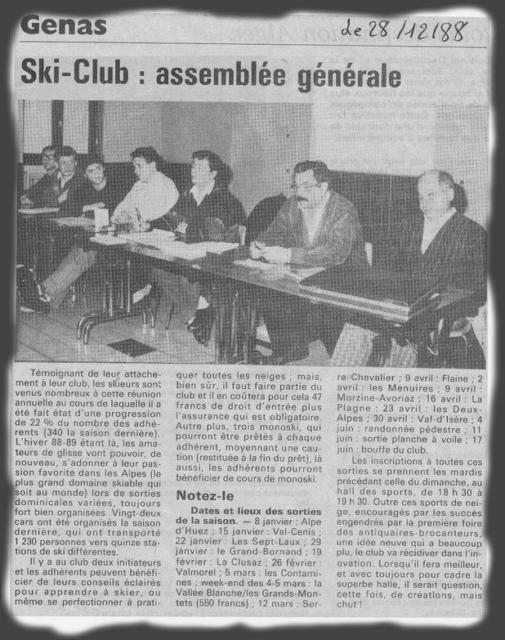 Genas
de 28/12/88
Ski-Club : assemblée générale
Témoignant de leur attache-
ment à leur club, les skieurs sont
venus nombreux à cette réunion
annuelle au cours de laquelle il a
été fait état d'une progression
de 22 % du nombre des adhé-
rents (340 la saison dernière).
L'hiver 88-89 étant là, les ama-
teurs de glisse vont pouvoir, de
nouveau, s'adonner à leur pas-
sion favorite dans les Alpes (le
plus grand domaine skiable qui
soit au monde) lors de sorties
dominicales variées, toujours
fort bien organisées. Vingt-deux
cars ont été organisés la saison
dernière, qui ont transporté
1 230 personnes vers quinze sta-
tions de ski différentes.
Il y a au club deux initiateurs
et les adhérents peuvent bénéfi-
cier de leurs conseils éclairés
pour apprendre à skier, ou
même se perfectionner à prati-
quer toutes les neiges ; mais,
bien sûr, il faut faire partie du
club et il en coûtera pour cela 47
francs de droit d'entrée plus
l'assurance qui est obligatoire.
Autre plus, trois monoski, qui
pourront être prêtés à chaque
adhérent, moyennant une cau-
tion (restituée à la fin du prêt), là
aussi, les adhérents pourront
bénéficier de cours de monoski.
Notez-le
Dates et lieux des sorties
de la saison. — 8 janvier : Alpe
d'Huez ; 15 janvier : Val-Cenis ;
22 janvier : Les Sept-Laux ; 29
janvier : le Grand-Bornand ; 19
février : La Clusaz ; 26 février :
Valmorel ; 5 mars : les Contami-
nes ; week-end des 4-5 mars : la
Vallée Blanche/les Grands-Mon-
tets (550 francs) ; 12 mars : Ser-
re-Chevalier ; 9 avril : Flaine ; 2
avril : les Menuires ; 9 avril :
Morzine-Avoriaz ; 16 avril : La
Plagne ; 23 avril : les Deux-
Alpes ; 30 avril : Val-d'Isère ; 4
juin : randonnée pédestre ; 11
juin : sortie planche à voile ; 17
juin : bouffe du club.
Les inscriptions à toutes ces
sorties se prennent les mardis
précédant celle du dimanche, au
hall des sports, de 18 h 30 à
19 h 30. Outre ces sports de nei-
ge, encouragés par les succès
engendrés par la première foire
des antiquaires-brocanteurs,
une idée neuve qui a beaucoup
plu, le club va récidiver dans l'in-
ovation. Lorsqu'il fera meilleur,
et avec toujours pour cadre la
superbe halle, il serait question,
cette fois, de créations, mais
chut !